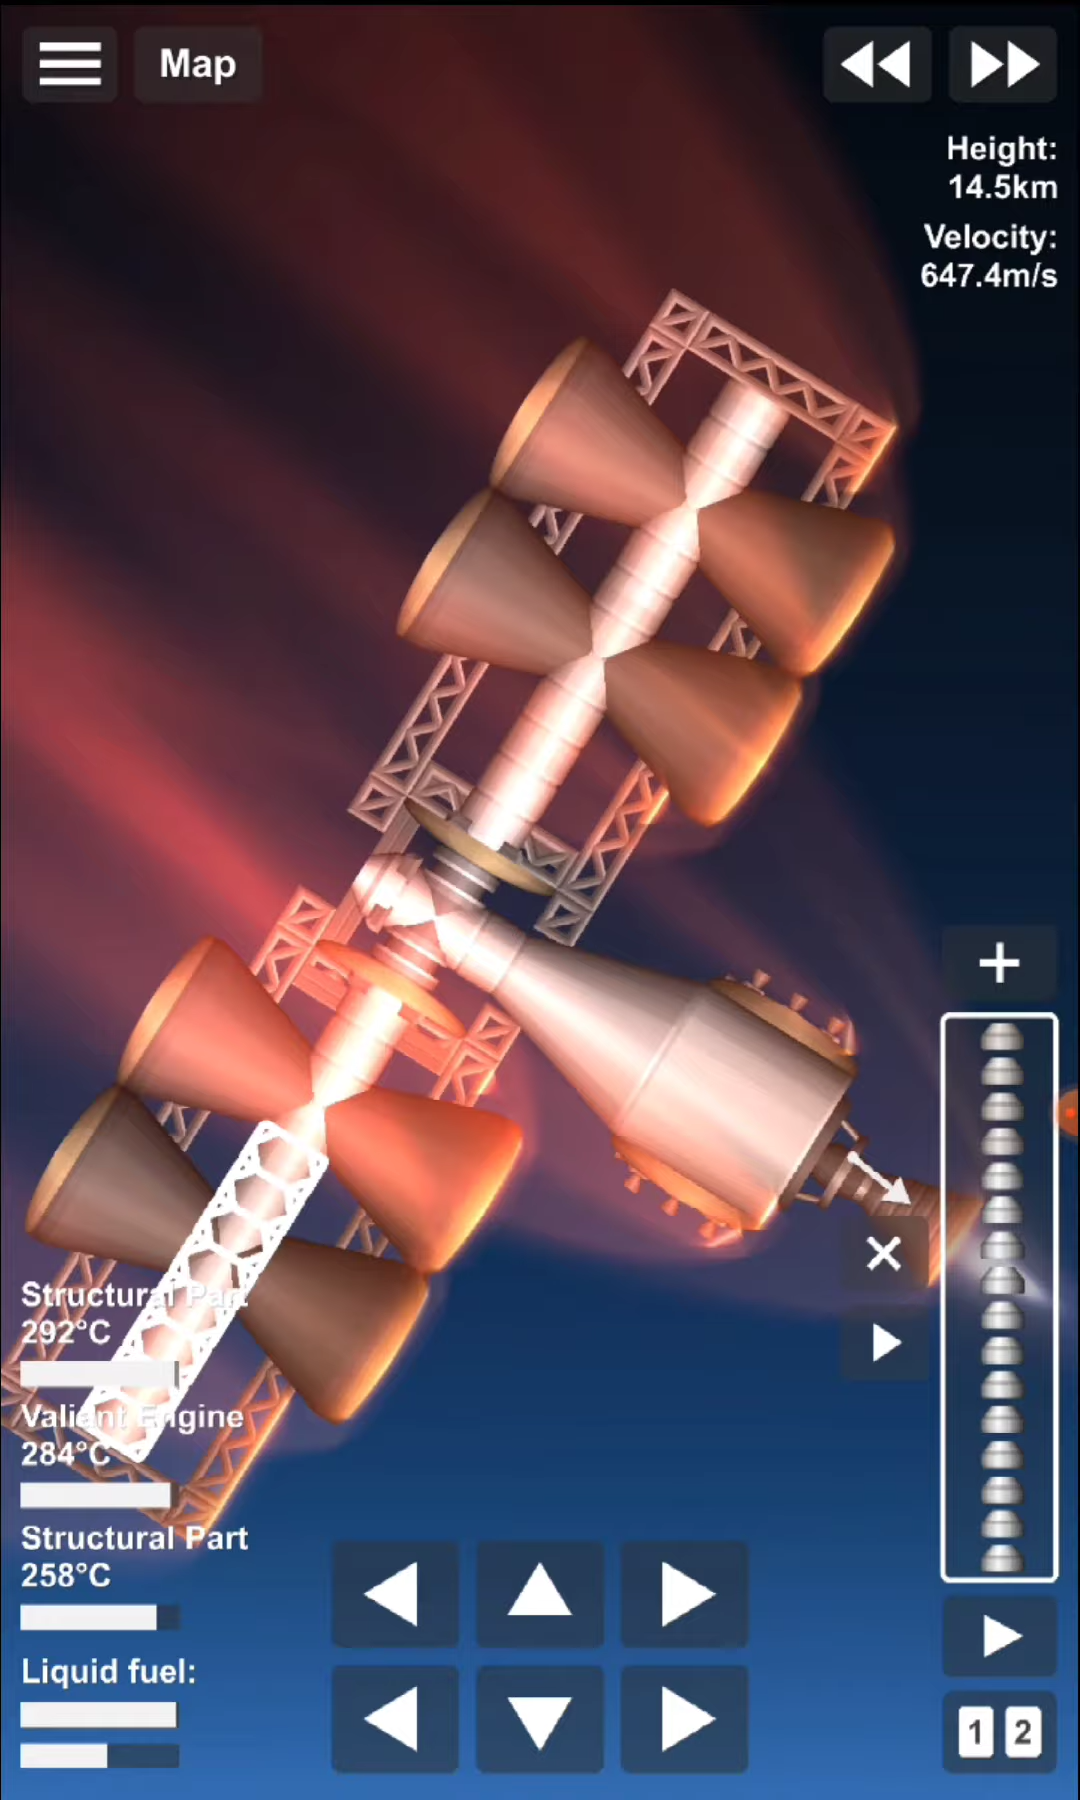 Map
Height:
14.5km
Velocity:
647.4m/s
Structural Part
292°C
Valiant Engine
284°C
Structural Part
258°C
Liquid fuel:
1 2